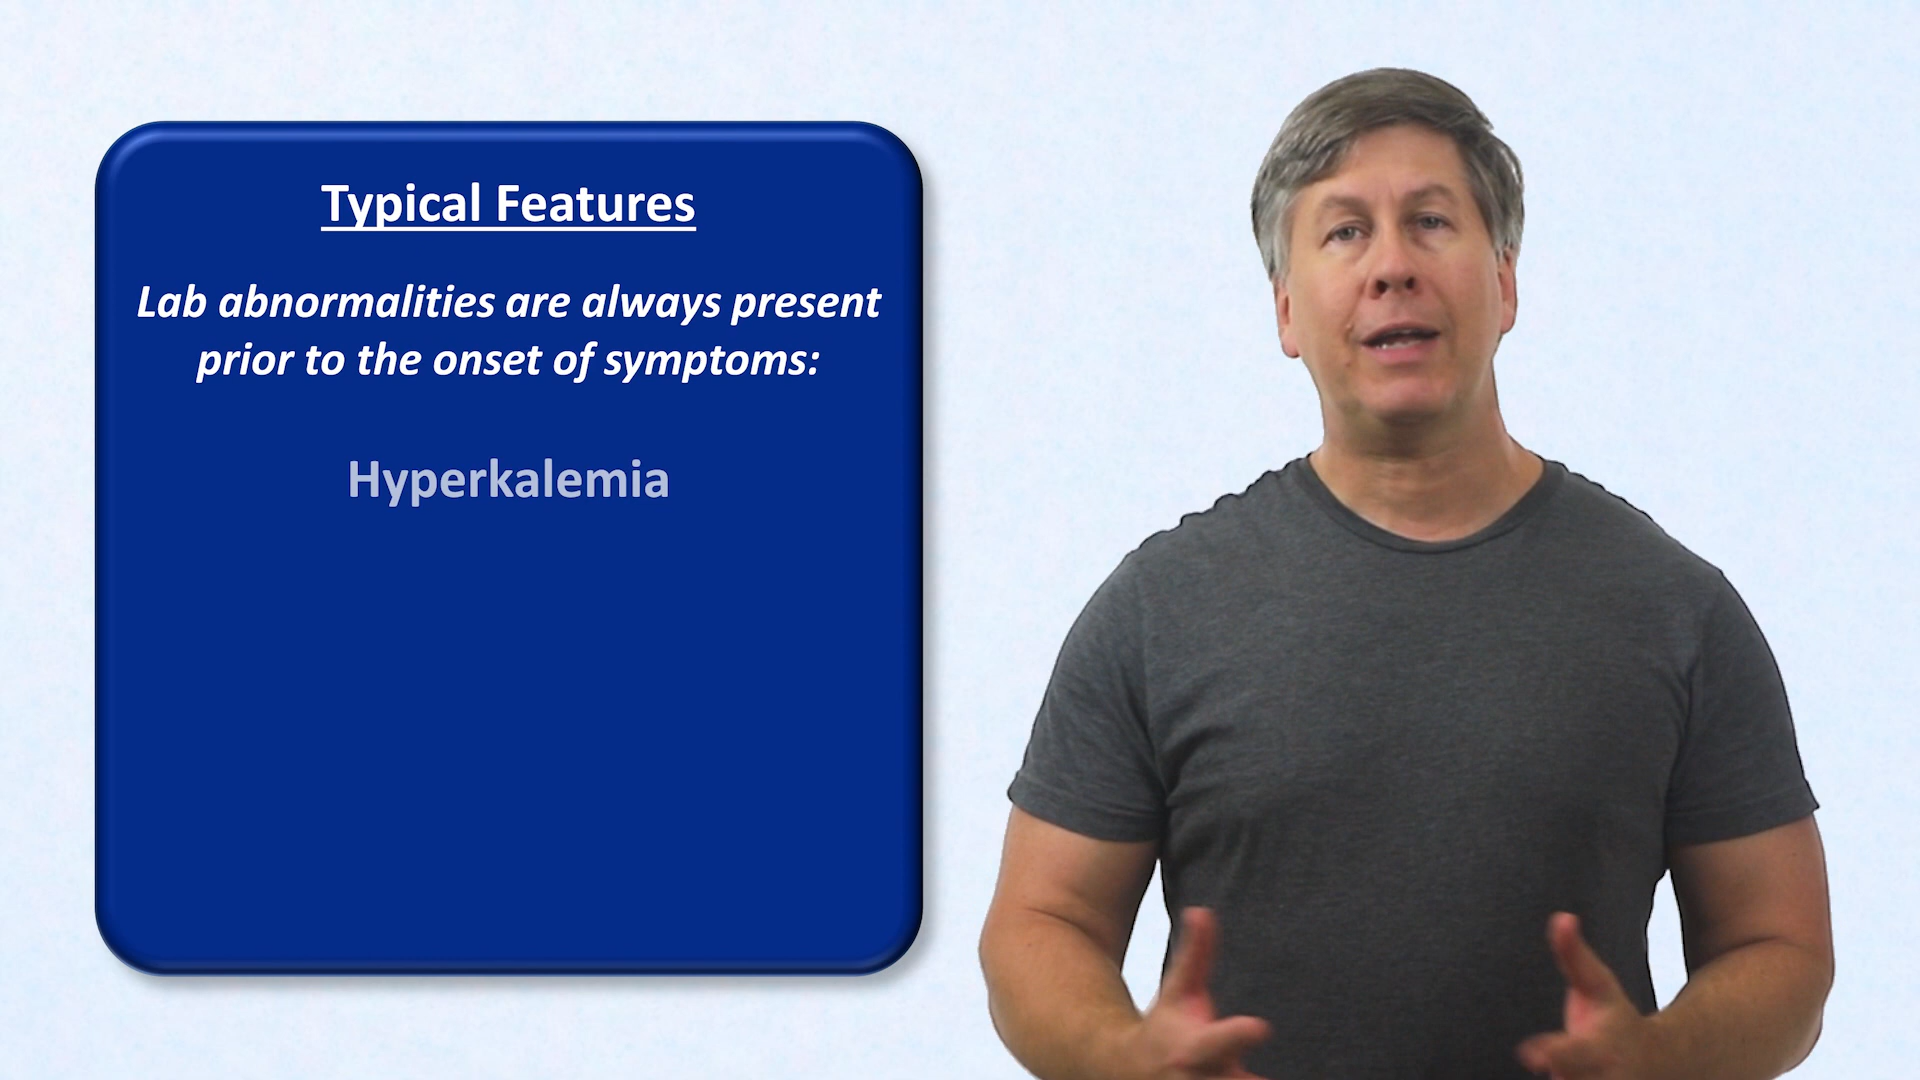 Typical Features
Lab abnormalities are always present
prior to the onset of symptoms:
Hyperkalemia